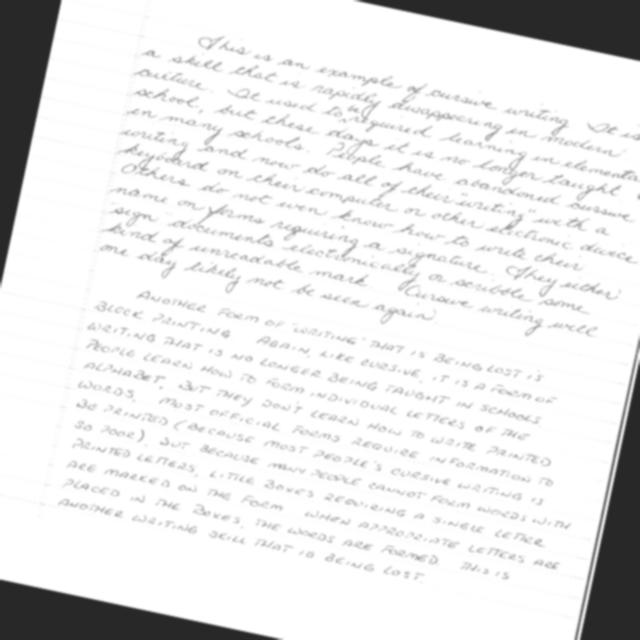 This is an example of cursive writing. It is
a skill that is rapidly disappearing in modern
culture. It used to be required learning in elementary
school, but these days it is no longer taught
in many schools. People have abandoned cursive
writing and now do all of their writing with a
keyboard on their computer or other electronic device.
Others do not even know how to write their
name on forms requiring a signature. They either
sign documents electronically or scribble some
kind of unreadable mark. Cursive writing will
one day likely not be seen again.
ANOTHER FORM OF WRITING THAT IS BEING LOST IS
BLOCK PRINTING. AGAIN, LIKE CURSIVE, IT IS A FORM OF
WRITING THAT IS NO LONGER BEING TAUGHT IN SCHOOLS
PEOPLE LEARN HOW TO FORM INDIVIDUAL LETTERS OF THE
ALPHABET, BUT THEY DON'T LEARN HOW TO WRITE PRINTED
WORDS. MOST OFFICIAL FORMS REQUIRE INFORMATION TO
BE PRINTED (BECAUSE MOST PEOPLE'S CURSIVE WRITING IS
SO POOR), BUT BECAUSE MANY PEOPLE CANNOT FORM WORDS WITH
PRINTED LETTERS, LITTLE BOXES REQUIRING A SINGLE LETTER
ARE MARKED ON THE FORM. WHEN APPROPRIATE LETTERS ARE
PLACED IN THE BOXES, THE WORDS ARE FORMED. THIS IS
ANOTHER WRITING SKILL THAT IS BEING LOST.